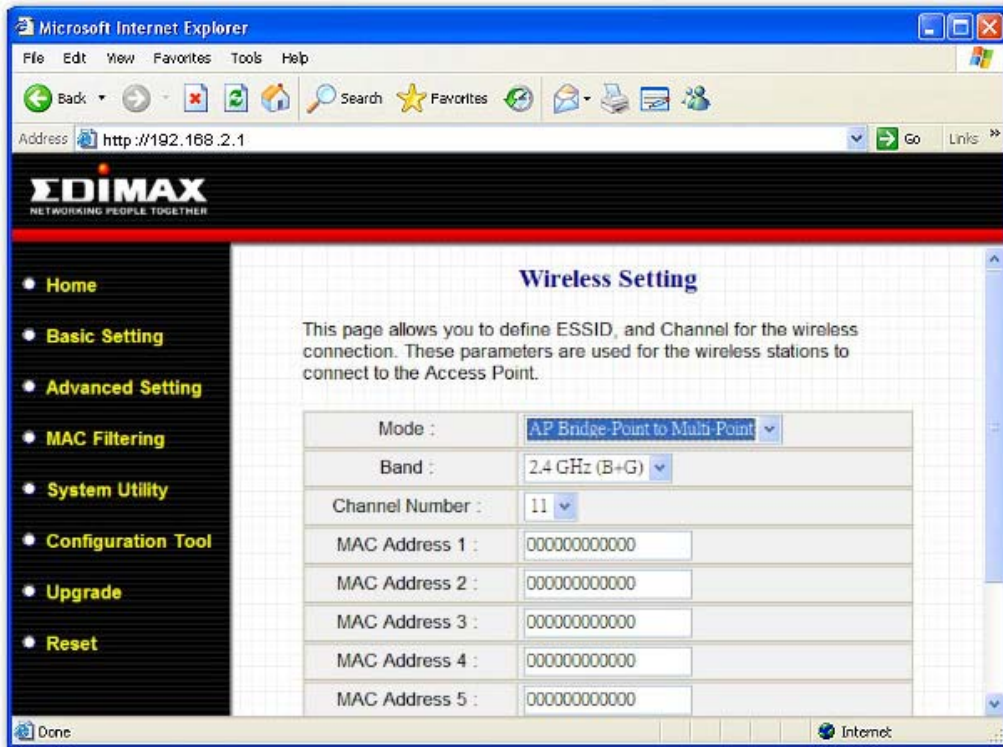 Microsoft Internet Explorer
File Edit View Favorites Tools Help
Back Search Favorites
Address http://192.168.2.1 Go Links »
EDIMAX
NETWORKING PEOPLE TOGETHER
Home
Basic Setting
Advanced Setting
MAC Filtering
System Utility
Configuration Tool
Upgrade
Reset
Wireless Setting
This page allows you to define ESSID, and Channel for the wireless
connection. These parameters are used for the wireless stations to
connect to the Access Point.
Mode : AP Bridge-Point to Multi-Point
Band : 2.4 GHz (B+G)
Channel Number : 11
MAC Address 1 : 000000000000
MAC Address 2 : 000000000000
MAC Address 3 : 000000000000
MAC Address 4 : 000000000000
MAC Address 5 : 000000000000
Done Internet